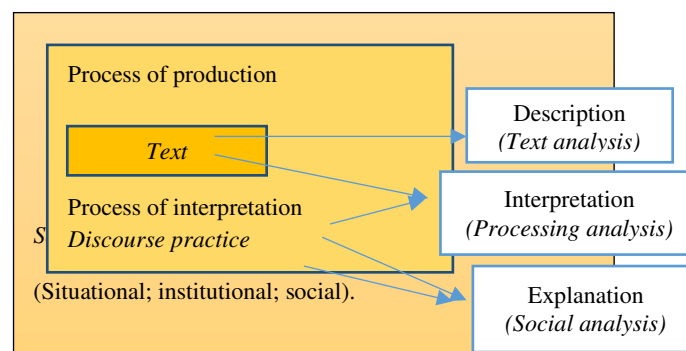 Process of production
Text
Process of interpretation
Discourse practice
S
(Situational; institutional; social).
Description
(Text analysis)
Interpretation
(Processing analysis)
Explanation
(Social analysis)